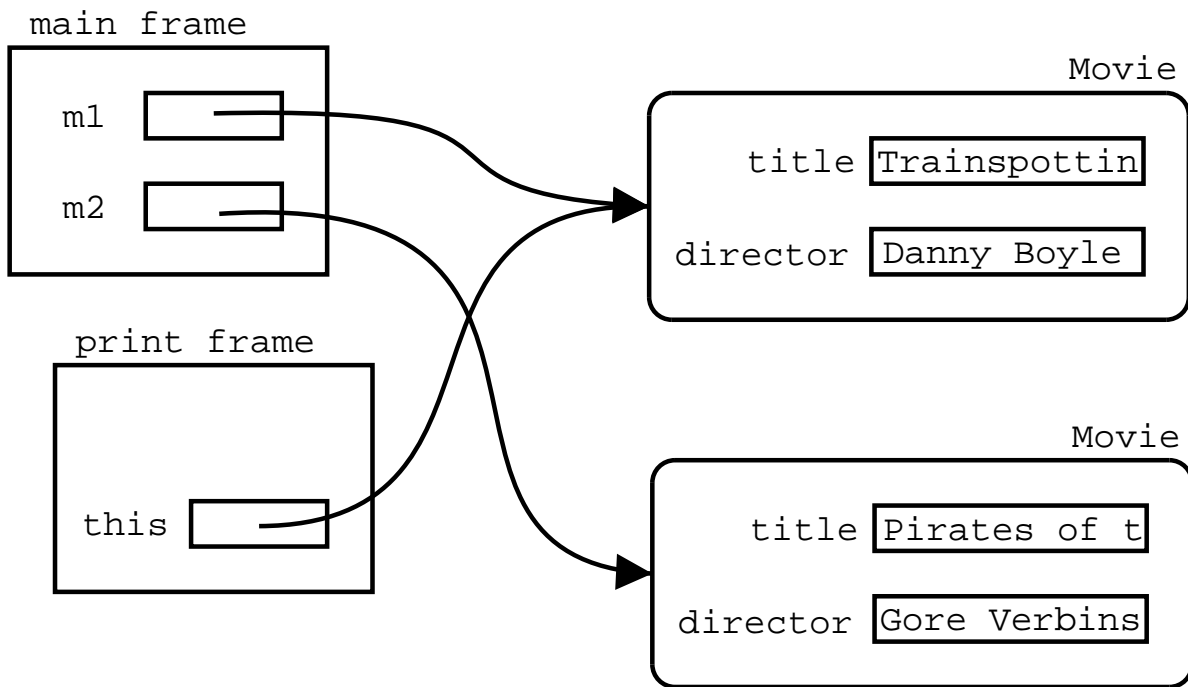 main frame
m1
m2
Movie
title Trainspottin
director Danny Boyle
print frame
this
Movie
title Pirates of t
director Gore Verbins